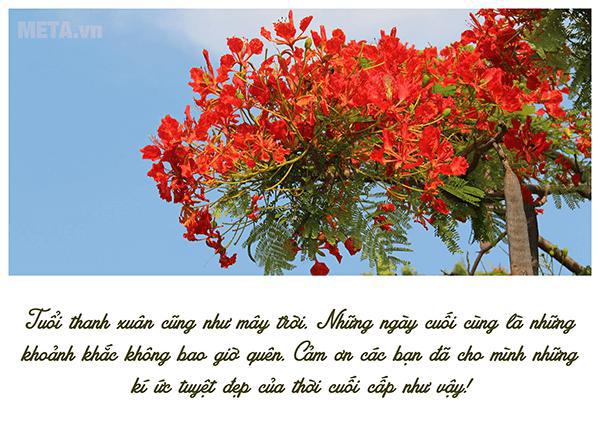 META.vn
Tuổi thanh xuân cũng như mây trời. Những ngày cuối cùng là những
khoảnh khắc không bao giờ quên. Cảm ơn các bạn đã cho mình những
kí ức tuyệt đẹp của thời cuối cấp như vậy!